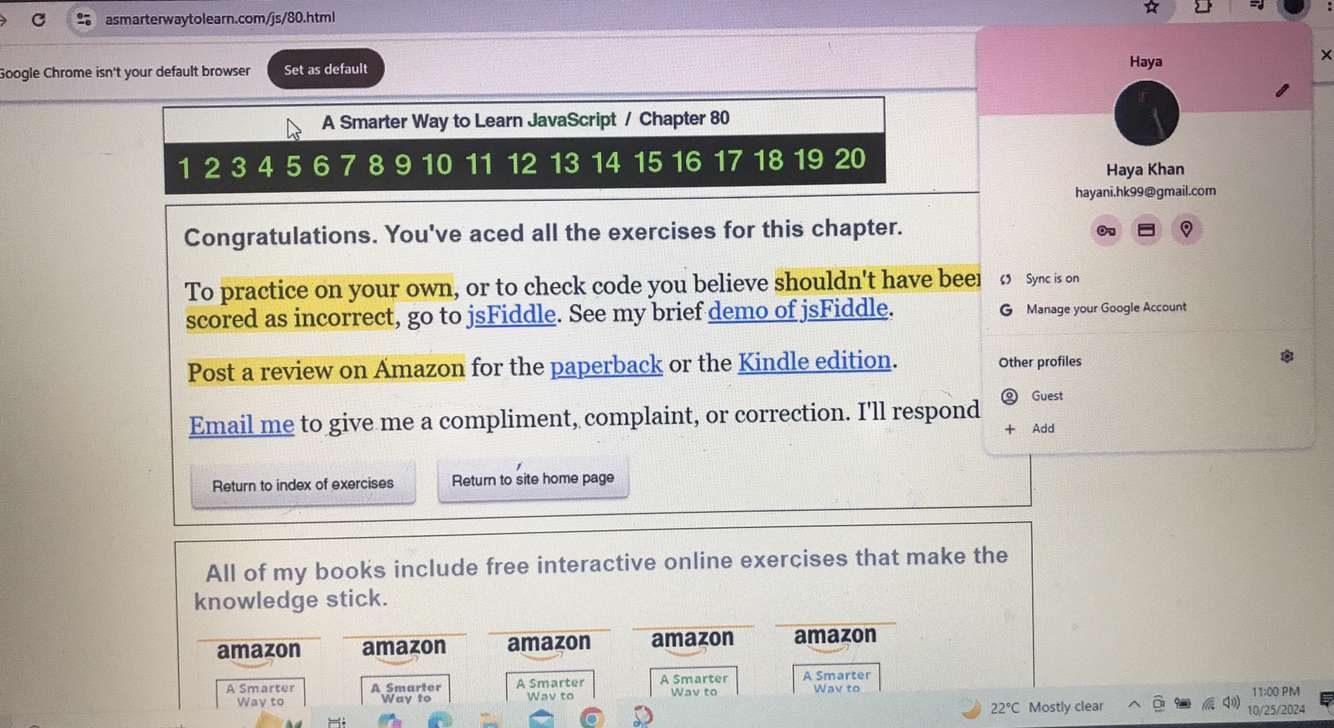 asmarterwaytolearn.com/js/80.html
Google Chrome isn't your default browser
Set as default
A Smarter Way to Learn JavaScript / Chapter 80
1 2 3 4 5 6 7 8 9 10 11 12 13 14 15 16 17 18 19 20
Congratulations. You've aced all the exercises for this chapter.
To practice on your own, or to check code you believe shouldn't have been
scored as incorrect, go to jsFiddle. See my brief demo of jsFiddle.
Post a review on Amazon for the paperback or the Kindle edition.
Email me to give me a compliment, complaint, or correction. I'll respond
Return to index of exercises
Return to site home page
All of my books include free interactive online exercises that make the
knowledge stick.
amazon amazon amazon amazon amazon
A Smarter A Smarter A Smarter A Smarter A Smarter
Way to Way to Way to Way to Way to
Haya
Haya Khan
hayani.hk99@gmail.com
Sync is on
G Manage your Google Account
Other profiles
Guest
+ Add
22°C Mostly clear
11:00 PM
10/25/2024